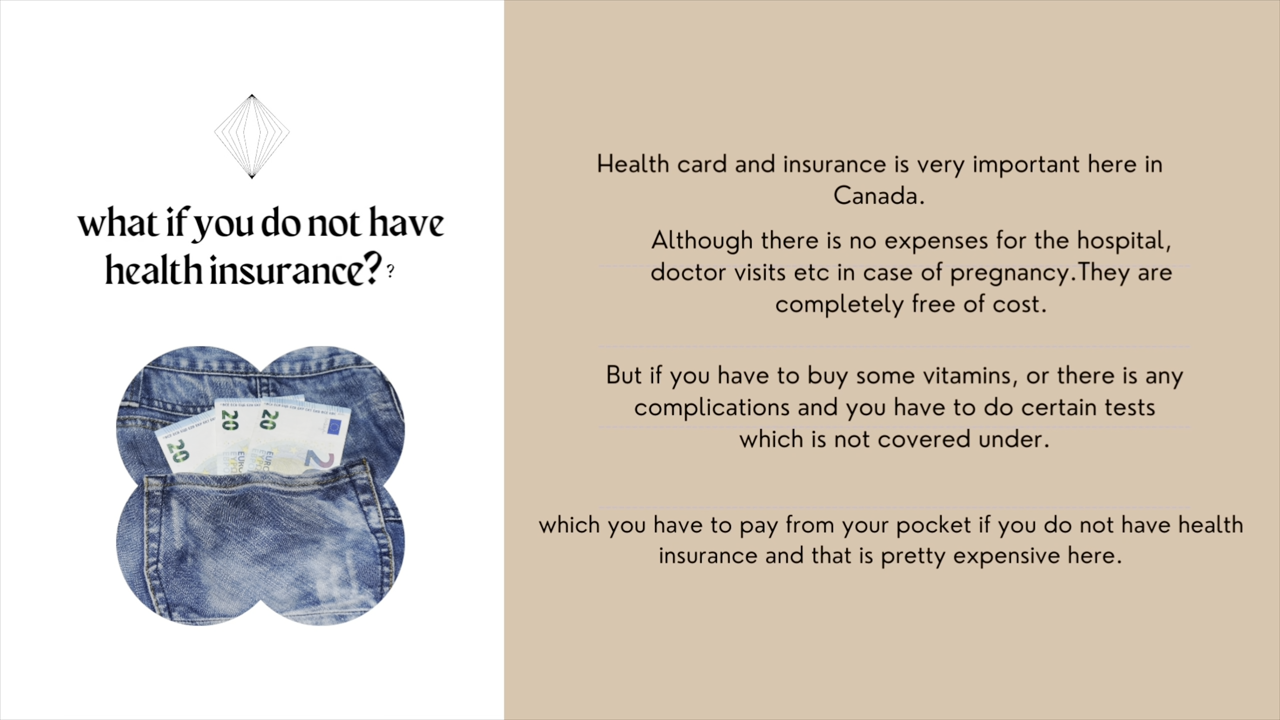 what if you do not have
health insurance? ?
20
20
20
Health card and insurance is very important here in
Canada.
Although there is no expenses for the hospital,
doctor visits etc in case of pregnancy.They are
completely free of cost.
But if you have to buy some vitamins, or there is any
complications and you have to do certain tests
which is not covered under.
which you have to pay from your pocket if you do not have health
insurance and that is pretty expensive here.